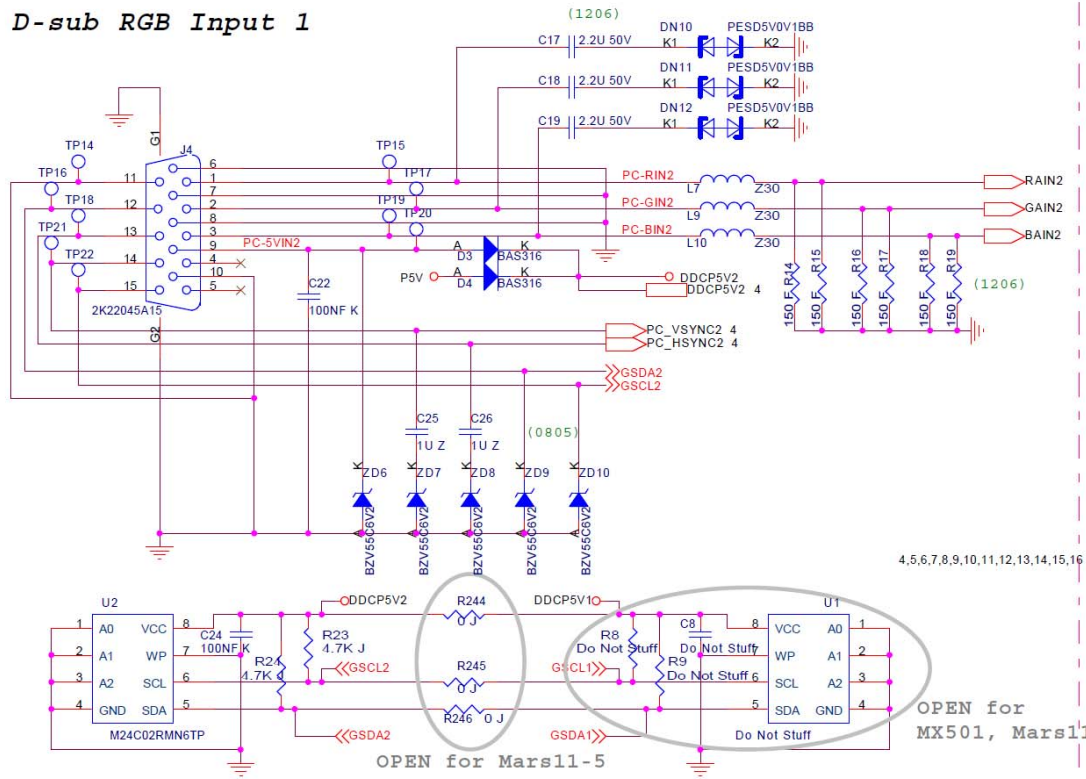 D-sub RGB Input 1
(1206)
C17 2.2U 50V DN10 PESD5V0V1BB
K1 K2
C18 2.2U 50V DN11 PESD5V0V1BB
K1 K2
C19 2.2U 50V DN12 PESD5V0V1BB
K1 K2
G1
TP14 J4 TP15
TP16 TP17
TP18 TP19 TP20
TP21
TP22
11 6
1 PC-RIN2 L7 Z30 RAIN2
7
12 2 PC-GIN2 L9 Z30 GAIN2
8
13 3 PC-BIN2 L10 Z30 BAIN2
9 PC-5VIN2 A D3 K BAS316
14 4
10 P5V A D4 K BAS316 DDCP5V2
15 5 DDCP5V2 4
2K22045A15
G2
C22
100NF K
150 F R14
150 F R15
150 F R16
150 F R17
150 F R18
150 F R19
(1206)
PC_VSYNC2 4
PC_HSYNC2 4
GSDA2
GSCL2
C25 C26
1U Z 1U Z
(0805)
K ZD6 K ZD7 K ZD8 K ZD9 K ZD10
A A A A A
BZV55C6V2 BZV55C6V2 BZV55C6V2 BZV55C6V2 BZV55C6V2
4,5,6,7,8,9,10,11,12,13,14,15,16
U2 DDCP5V2 R244 0 J DDCP5V1 U1
1 A0 VCC 8 C24 100NF K R23 4.7K J R8 Do Not Stuff C8 Do Not Stuff 8 VCC A0 1
2 A1 WP 7 R24 4.7K J GSCL2 R245 0 J GSCL1 R9 Do Not Stuff 7 WP A1 2
3 A2 SCL 6 6 SCL A2 3
4 GND SDA 5 R246 0 J 5 SDA GND 4
M24C02RMN6TP GSDA2 GSDA1 Do Not Stuff
OPEN for
MX501, Mars11
OPEN for Mars11-5